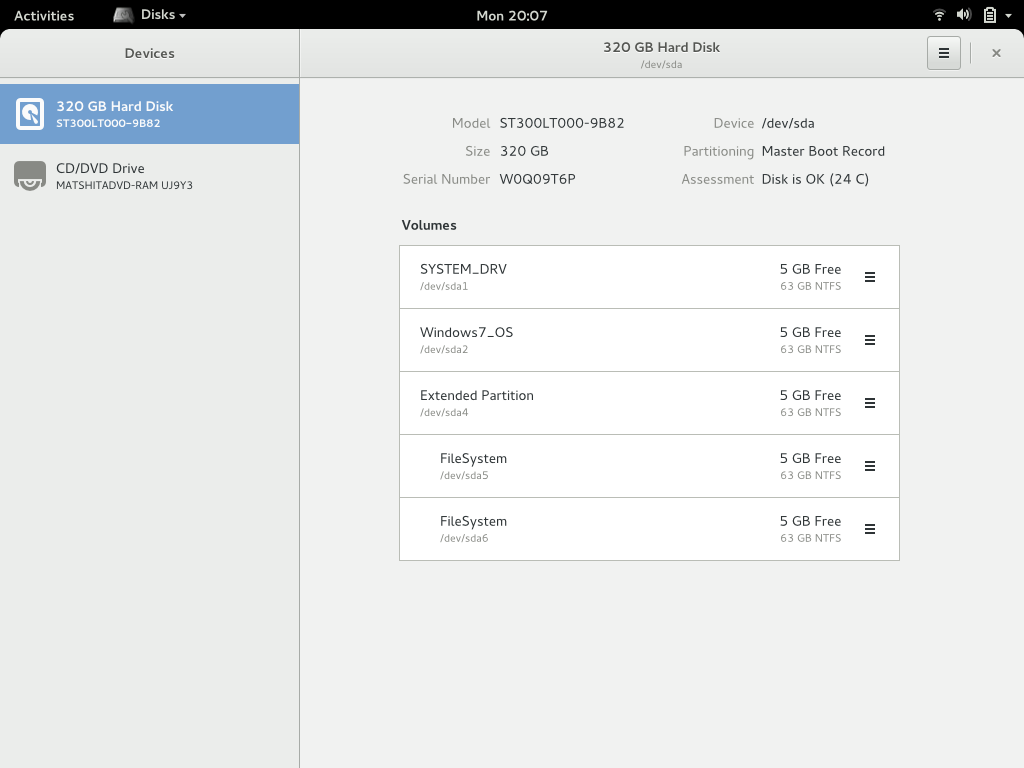 Activities
Disks
Mon 20:07
Devices
320 GB Hard Disk
/dev/sda
320 GB Hard Disk
ST300LT000-9B82
CD/DVD Drive
MATSHITADVD-RAM UJ9Y3
Model ST300LT000-9B82
Device /dev/sda
Size 320 GB
Partitioning Master Boot Record
Serial Number W0Q09T6P
Assessment Disk is OK (24 C)
Volumes
SYSTEM_DRV
/dev/sda1
5 GB Free
63 GB NTFS
Windows7_OS
/dev/sda2
5 GB Free
63 GB NTFS
Extended Partition
/dev/sda4
5 GB Free
63 GB NTFS
FileSystem
/dev/sda5
5 GB Free
63 GB NTFS
FileSystem
/dev/sda6
5 GB Free
63 GB NTFS